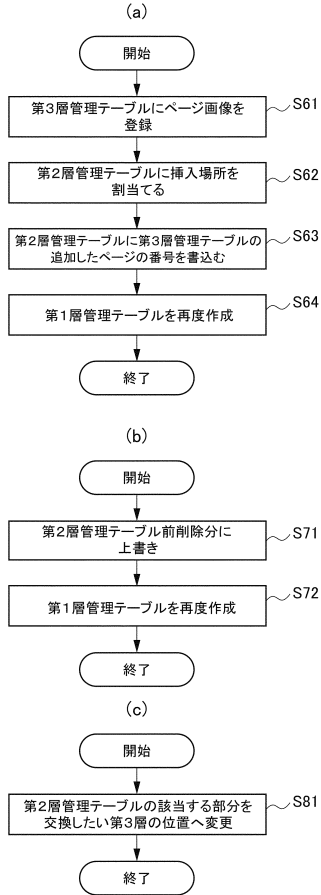 (a)
開始
第3層管理テーブルにページ画像を
登録
S61
第2層管理テーブルに挿入場所を
割当てる
S62
第2層管理テーブルに第3層管理テーブルの
追加したページの番号を書込む
S63
第1層管理テーブルを再度作成
S64
終了
(b)
開始
第2層管理テーブル前削除分に
上書き
S71
第1層管理テーブルを再度作成
S72
終了
(c)
開始
第2層管理テーブルの該当する部分を
交換したい第3層の位置へ変更
S81
終了